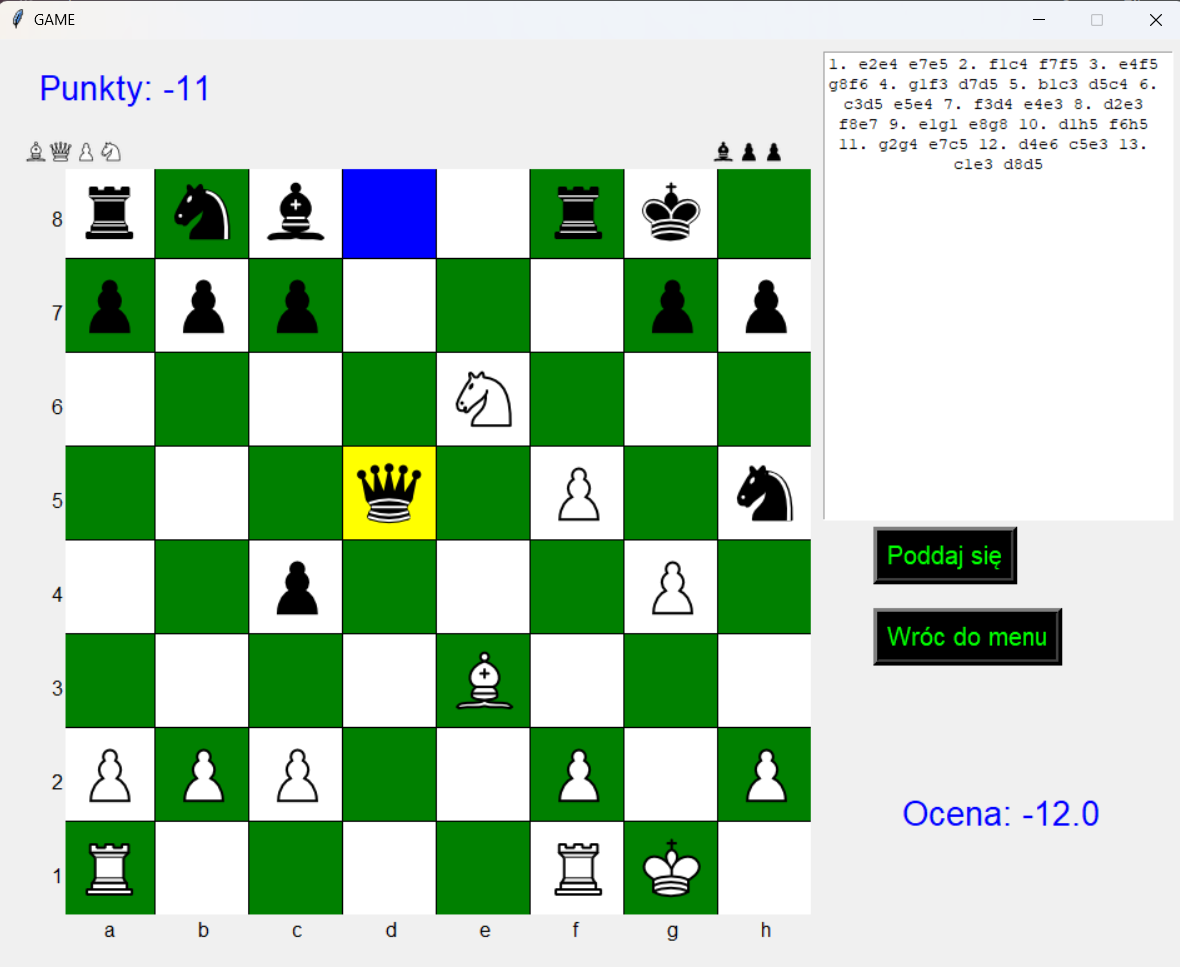 GAME
Punkty: -11
1. e2e4 e7e5 2. f1c4 f7f5 3. e4f5
g8f6 4. g1f3 d7d5 5. b1c3 d5c4 6.
c3d5 e5e4 7. f3d4 e4e3 8. d2e3
f8e7 9. e1g1 e8g8 10. d1h5 f6h5
11. g2g4 e7c5 12. d4e6 c5e3 13.
c1e3 d8d5
8
7
6
5
4
3
2
1
a b c d e f g h
Poddaj się
Wróc do menu
Ocena: -12.0